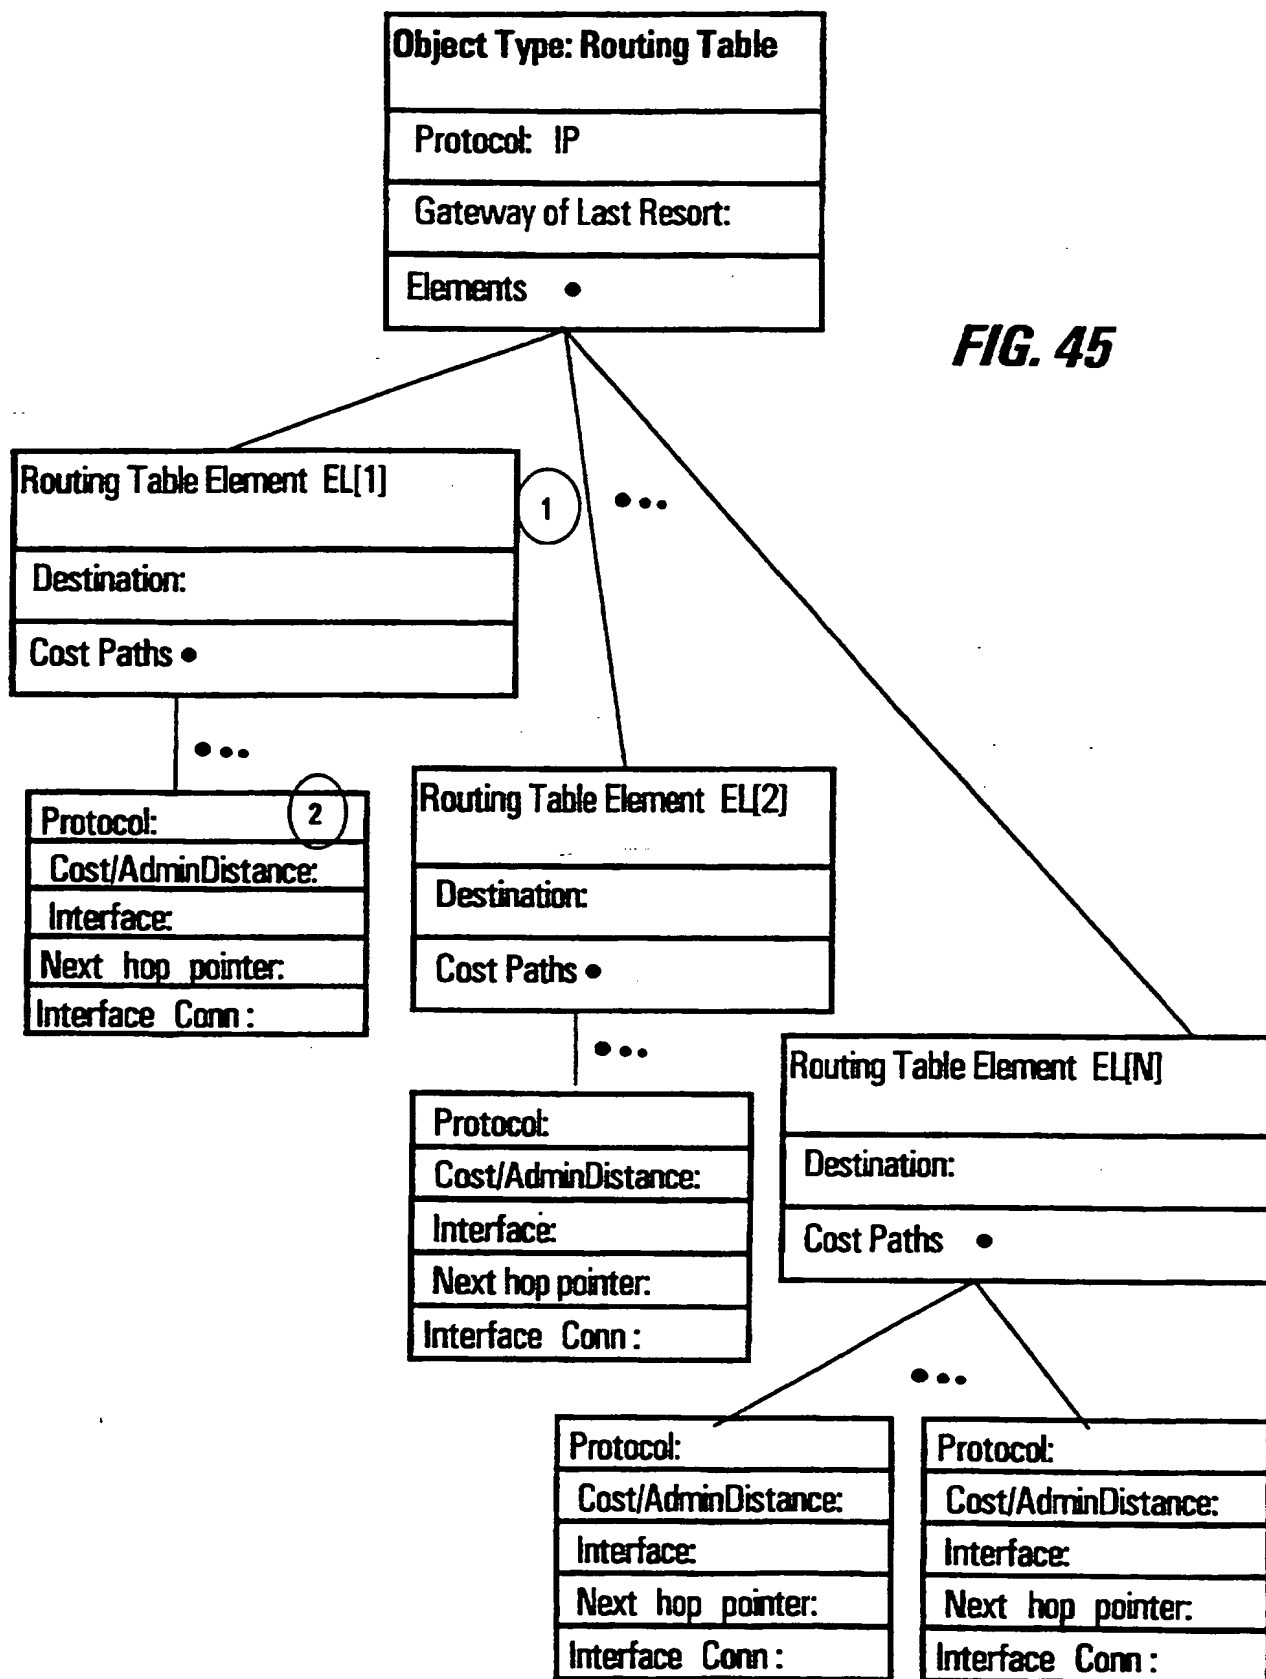 Object Type: Routing Table
Protocol: IP
Gateway of Last Resort:
Elements
FIG. 45
Routing Table Element EL[1]
1
Destination:
Cost Paths
2
Protocol:
Cost/AdminDistance:
Interface:
Next hop pointer:
Interface Conn :
Routing Table Element EL[2]
Destination:
Cost Paths
Protocol:
Cost/AdminDistance:
Interface:
Next hop pointer:
Interface Conn :
Routing Table Element EL[N]
Destination:
Cost Paths
Protocol:
Cost/AdminDistance:
Interface:
Next hop pointer:
Interface Conn :
Protocol:
Cost/AdminDistance:
Interface:
Next hop pointer:
Interface Conn :